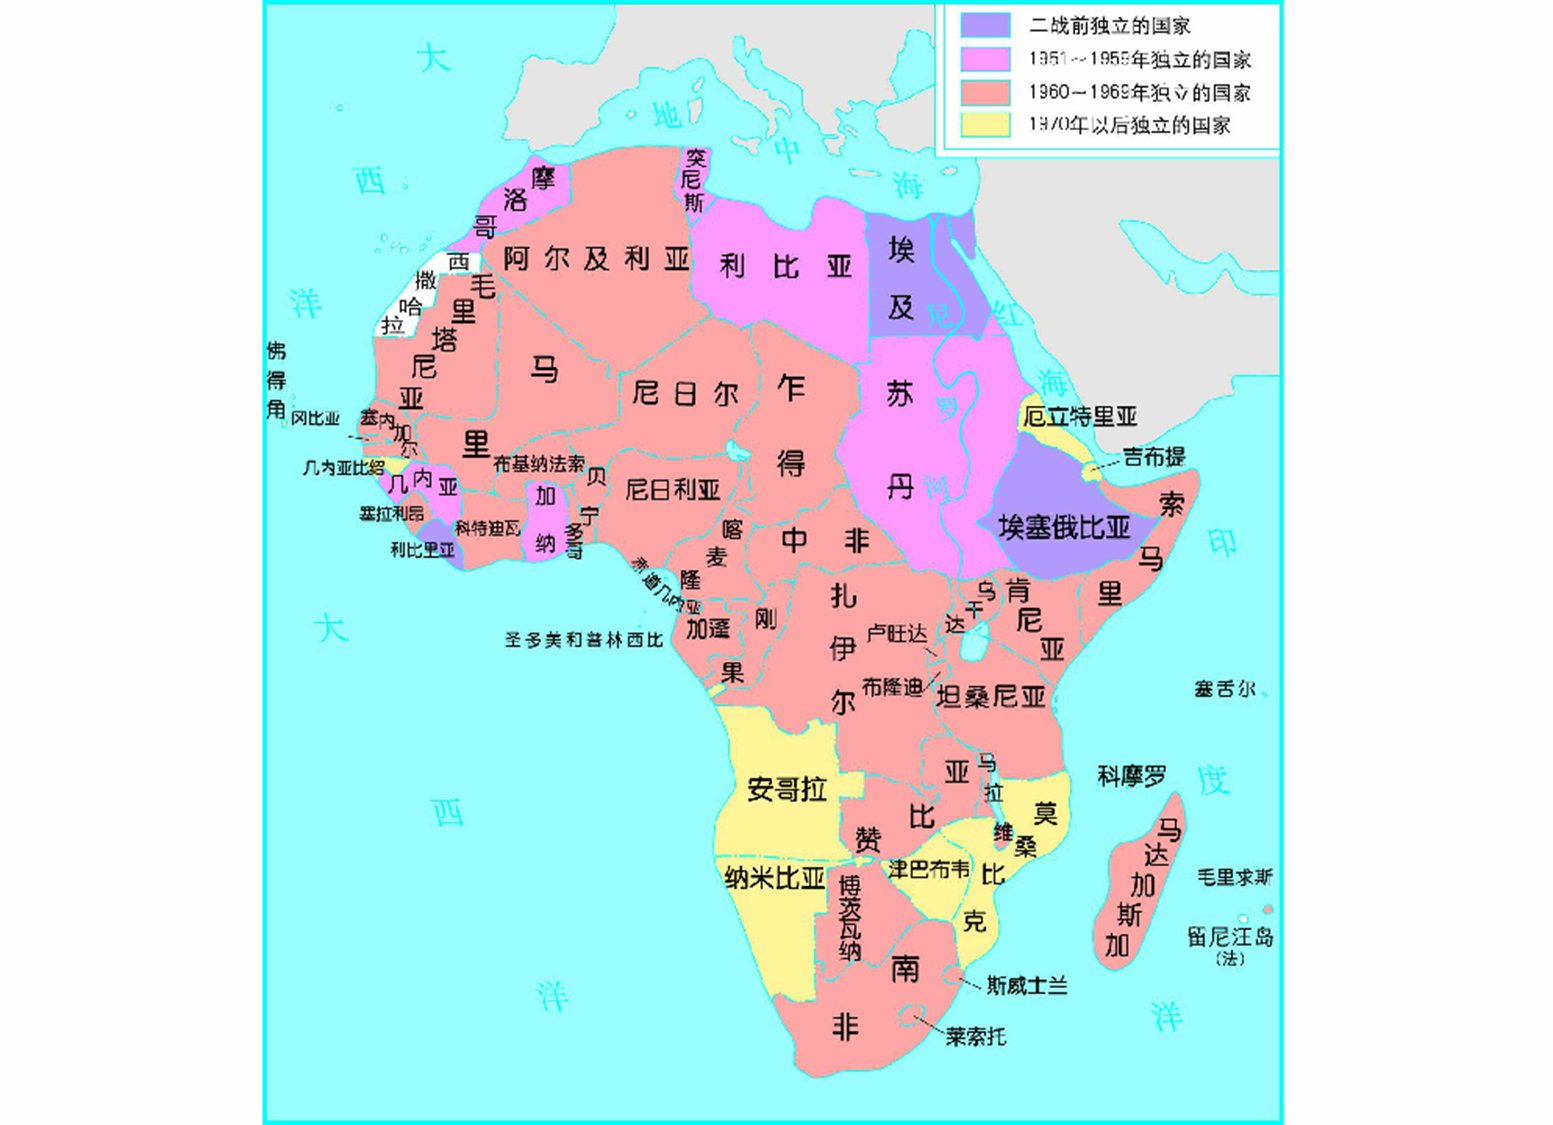 二战前独立的国家
1951～1959年独立的国家
1960－1969年独立的国家
1970年以后独立的国家
大西洋
地中海
摩洛哥
突尼斯
阿尔及利亚
利比亚
埃及
尼罗河
红海
西撒哈拉
毛里塔尼亚
马里
尼日尔
乍得
苏丹
厄立特里亚
吉布提
佛得角
冈比亚
塞内加尔
几内亚比绍
几内亚
塞拉利昂
利比里亚
科特迪瓦
布基纳法索
加纳
多哥
贝宁
尼日利亚
喀麦隆
中非
埃塞俄比亚
索马里
赤道几内亚
圣多美和普林西比
加蓬
刚果
扎伊尔
乌干达
肯尼亚
卢旺达
布隆迪
坦桑尼亚
印度洋
塞舌尔
安哥拉
赞比亚
马拉维
莫桑比克
科摩罗
马达加斯加
毛里求斯
留尼汪岛
（法）
纳米比亚
博茨瓦纳
津巴布韦
南非
斯威士兰
莱索托
大西洋